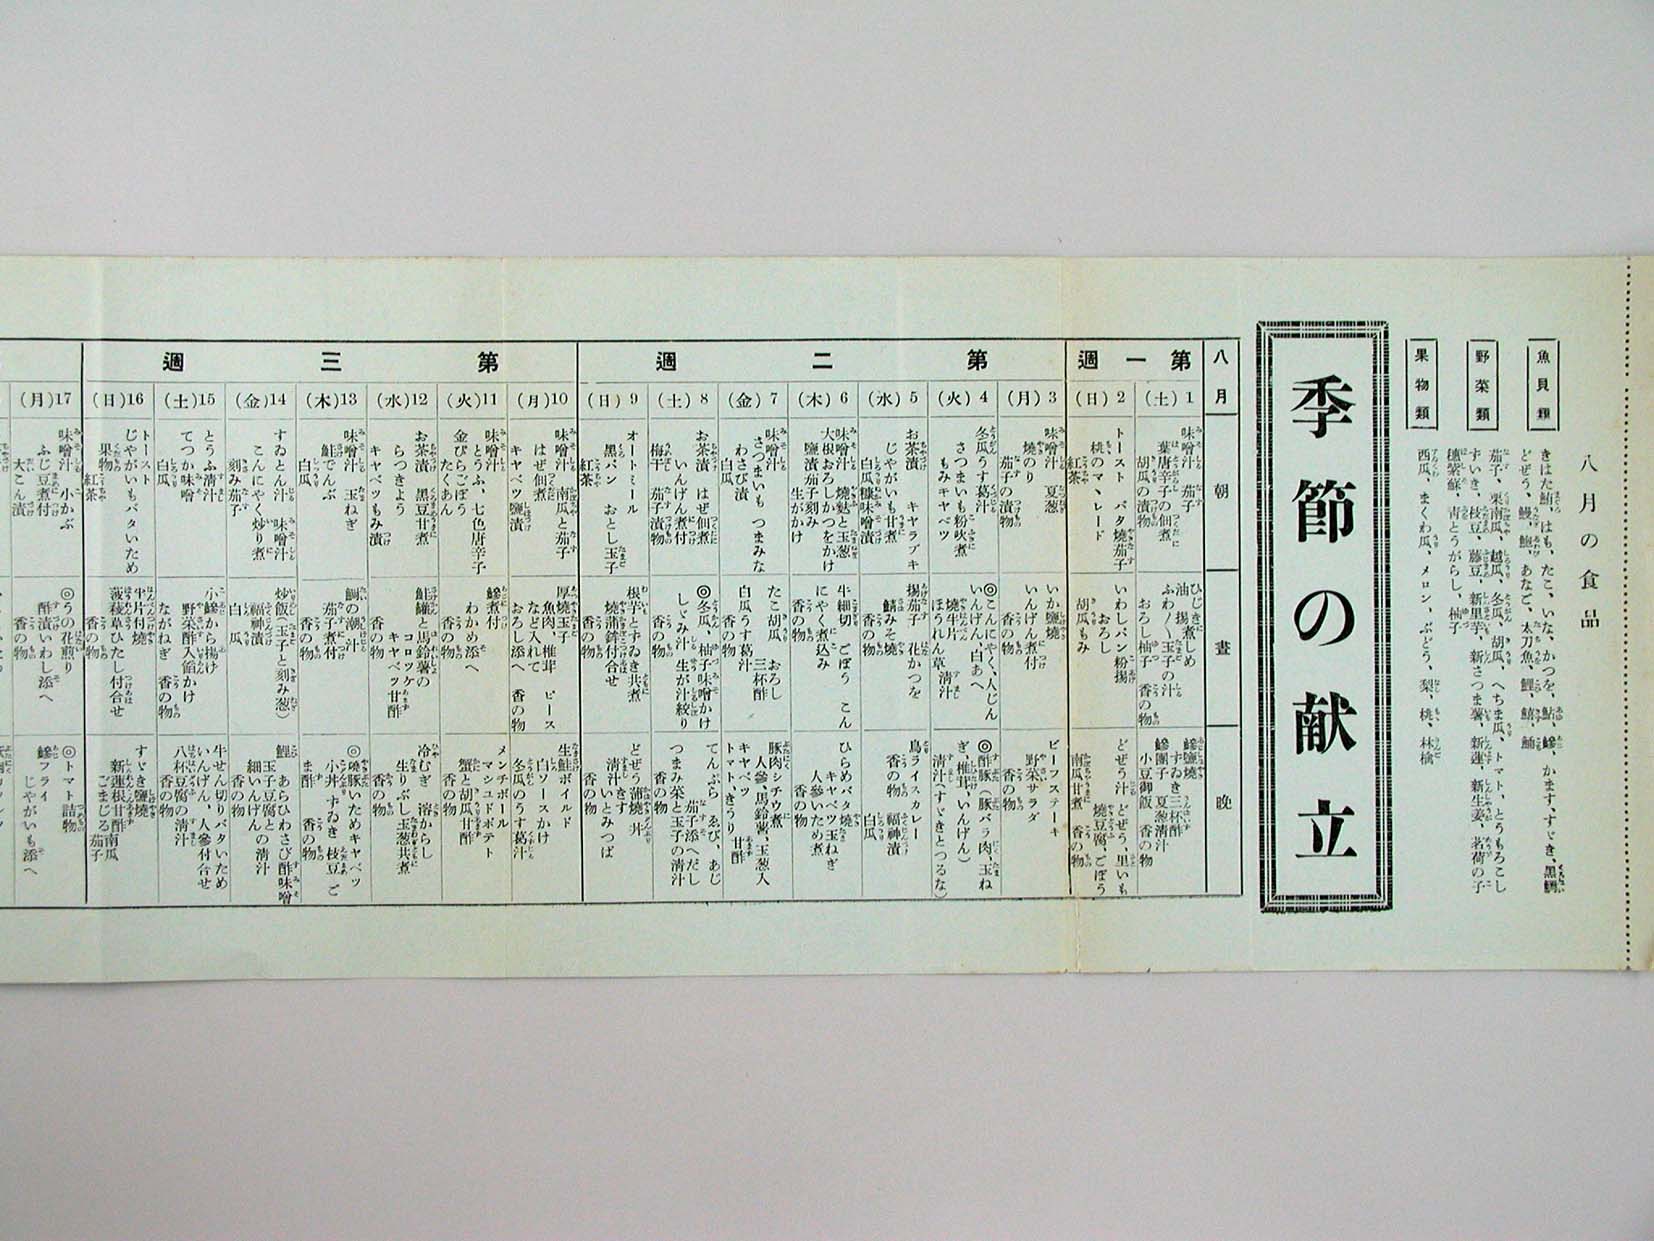 八月の食品
魚貝類
きはた鮪、はも、たこ、いな、かつを、鮎、鰺、かます、すゞき、黒鯛
どぜう、鰻、鮑、あなご、太刀魚、鯉、鯖、鯒
野菜類
茄子、栗南瓜、越瓜、冬瓜、胡瓜、へちま瓜、トマト、とうもろこし
すいき、枝豆、藤豆、新里芋、新さつま薯、新蓮、新生姜、茗荷の子
穂紫蘇、青とうがらし、柚子
果物類
西瓜、まくわ瓜、メロン、ぶどう、梨、桃、林檎
季節の献立
八月
朝
晝
晩
第一週
1(土)
味噌汁 茄子
葉唐辛子の佃煮
胡瓜の漬物
ひじきに
油揚煮しめ
ふわ〳〵玉子の汁
おろし柚子 香の物
鰺鹽燒
すゐき三杯酢
鰺團子 夏葱清汁
小豆御飯 香の物
2(日)
トースト バタ燒茄子
桃のマヽレード
紅茶
いわしパン粉揚
おろし
胡瓜もみ
どぜう汁 どぜう、里いも
燒豆腐、ごぼう
南瓜甘煮 香の物
第二週
3(月)
味噌汁 夏葱
燒のり
茄子の漬物
いか鹽燒
いんげん煮付
香の物
ビーフステーキ
野菜サラダ
香の物
4(火)
冬瓜うす葛汁
さつまいも粉吹煮
もみキヤベツ
◎こんにやく、人じん
いんげん、白あへ
燒半片
ほうれん草清汁
◎酢豚(豚バラ肉、玉ね
ぎ、椎茸、いんげん)
清汁(すゞきとつるな)
5(水)
お茶漬 キヤラブキ
じやがいも甘煮
白瓜糠味噌漬
揚茄子 花かつを
鯖みそ燒
香の物
鳥ライスカレー
香の物 福神漬
白瓜
6(木)
味噌汁 燒麩と玉葱
大根おろしかつをかけ
鹽漬茄子刻み
生がかけ
牛細切 ごぼう こん
にやく煮込み
香の物
ひらめバタ燒
キヤベツ玉ねぎ
人參いため煮
香の物
7(金)
味噌汁
さつまいも つまみな
わさび漬
白瓜
たこ胡瓜 おろし
三杯酢
白瓜うす葛汁
香の物
豚肉シチウ煮
人參、馬鈴薯、玉葱入
キヤベツ
トマト、きうり 甘酢
香の物
8(土)
お茶漬 はぜ佃煮
いんげん煮付
梅干 茄子漬物
◎冬瓜、柚子味噌かけ
しゞみ汁 生が汁絞り
香の物
てんぷら ゑび、あじ
茄子添へだし
つまみ菜と玉子の清汁
香の物
9(日)
オートミール
黒パン おとし玉子
紅茶
根芋とずゐき共煮
燒蒲鉾付合せ
香の物
どぜう蒲燒丼
清汁 きす
いとみつば
香の物
第三週
10(月)
味噌汁 南瓜と茄子
はぜ佃煮
キヤベツ鹽漬
厚燒玉子
魚肉、椎茸 ピース
など入れて
おろし添へ 香の物
生鮭ボイルド
白ソースかけ
冬瓜のうす葛汁
香の物
11(火)
味噌汁
とうふ、七色唐辛子
金ぴらごぼう
たくあん
鰺煮付
わかめ添へ
香の物
メンチボール
マシユドポテト
蟹と胡瓜甘酢
香の物
12(水)
お茶漬 黒豆甘煮
らつきよう
キヤベツもみ漬
鮭罐と馬鈴薯の
コロツケ
キヤベツ甘酢
香の物
冷むぎ 溶からし
生りぶし玉葱共煮
香の物
13(木)
味噌汁 玉ねぎ
鮭でんぶ
白瓜
鯛の潮汁
茄子煮付
香の物
◎燒豚いためキヤベツ
小丼 ずゐき 枝豆 ご
ま酢 香の物
14(金)
すゐとん汁 味噌汁
こんにやく炒り煮
刻み茄子
炒飯(玉子と刻み葱)
福神漬
白瓜
鯉 あらひわさび酢味噌
玉子豆腐と
細いんげんの清汁
香の物
15(土)
とうふ清汁
てつか味噌
白瓜
小鰺から揚げ
野菜酢入餡かけ
ながねぎ 香の物
牛せん切りバタいため
いんげん、人參付合せ
八杯豆腐の清汁
香の物
16(日)
トースト
じやがいもバタいため
果物
紅茶
半片付燒
菠薐草ひたし付合せ
香の物
すゞき鹽燒
新蓮根甘酢
ごまじる 南瓜
茄子
17(月)
味噌汁 小かぶ
ふじ豆煮付
大こん漬
◎うの花煎り
酢漬いわし添へ
香の物
◎トマト詰物
鰺フライ
じやがいも添へ